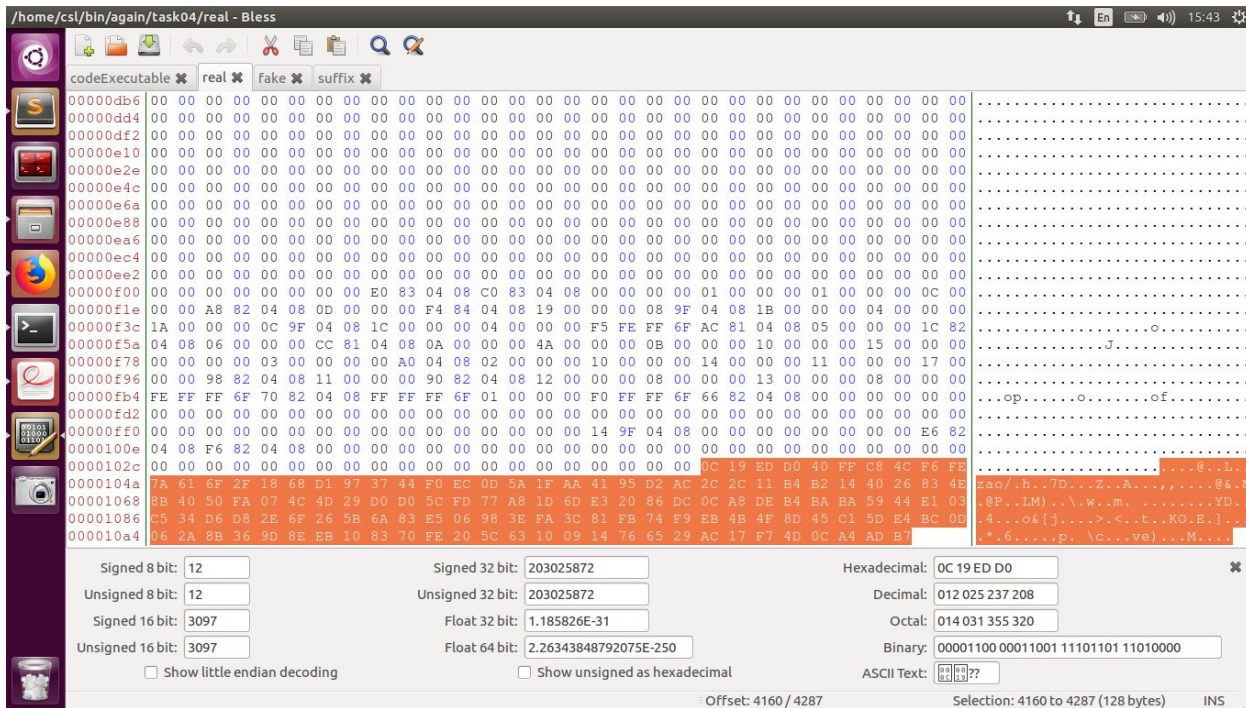 /home/csl/bin/again/task04/real - Bless
En
15:43
codeExecutable real fake suffix
00000db6 00 00 00 00 00 00 00 00 00 00 00 00 00 00 00 00 00 00 00 00 00 00 00 00 00 00 00 00 00 00 .............................
00000dd4 00 00 00 00 00 00 00 00 00 00 00 00 00 00 00 00 00 00 00 00 00 00 00 00 00 00 00 00 00 00 .............................
00000df2 00 00 00 00 00 00 00 00 00 00 00 00 00 00 00 00 00 00 00 00 00 00 00 00 00 00 00 00 00 00 .............................
00000e10 00 00 00 00 00 00 00 00 00 00 00 00 00 00 00 00 00 00 00 00 00 00 00 00 00 00 00 00 00 00 .............................
00000e2e 00 00 00 00 00 00 00 00 00 00 00 00 00 00 00 00 00 00 00 00 00 00 00 00 00 00 00 00 00 00 .............................
00000e4c 00 00 00 00 00 00 00 00 00 00 00 00 00 00 00 00 00 00 00 00 00 00 00 00 00 00 00 00 00 00 .............................
00000e6a 00 00 00 00 00 00 00 00 00 00 00 00 00 00 00 00 00 00 00 00 00 00 00 00 00 00 00 00 00 00 .............................
00000e88 00 00 00 00 00 00 00 00 00 00 00 00 00 00 00 00 00 00 00 00 00 00 00 00 00 00 00 00 00 00 .............................
00000ea6 00 00 00 00 00 00 00 00 00 00 00 00 00 00 00 00 00 00 00 00 00 00 00 00 00 00 00 00 00 00 .............................
00000ec4 00 00 00 00 00 00 00 00 00 00 00 00 00 00 00 00 00 00 00 00 00 00 00 00 00 00 00 00 00 00 .............................
00000ee2 00 00 00 00 00 00 00 00 00 00 00 00 00 00 00 00 00 00 00 00 00 00 00 00 00 00 00 00 00 00 .............................
00000f00 00 00 00 00 00 00 00 00 E0 83 04 08 C0 83 04 08 00 00 00 00 01 00 00 00 01 00 00 00 0C 00 .............................
00000f1e 00 00 A8 82 04 08 0D 00 00 00 F4 84 04 08 19 00 00 00 08 9F 04 08 1B 00 00 00 04 00 00 00 .............................
00000f3c 1A 00 00 00 0C 9F 04 08 1C 00 00 00 04 00 00 00 F5 FE FF 6F AC 81 04 08 05 00 00 00 1C 82 ...................o.........
00000f5a 04 08 06 00 00 00 CC 81 04 08 0A 00 00 00 4A 00 00 00 0B 00 00 00 10 00 00 00 15 00 00 00 ..............J..............
00000f78 00 00 00 00 03 00 00 00 00 A0 04 08 02 00 00 00 10 00 00 00 14 00 00 00 11 00 00 00 17 00 .............................
00000f96 00 00 98 82 04 08 11 00 00 00 90 82 04 08 12 00 00 00 08 00 00 00 13 00 00 00 08 00 00 00 .............................
00000fb4 FE FF FF 6F 70 82 04 08 FF FF FF 6F 01 00 00 00 F0 FF FF 6F 66 82 04 08 00 00 00 00 00 00 ...op......o.......of........
00000fd2 00 00 00 00 00 00 00 00 00 00 00 00 00 00 00 00 00 00 00 00 00 00 00 00 00 00 00 00 00 00 .............................
00000ff0 00 00 00 00 00 00 00 00 00 00 00 00 00 00 00 00 14 9F 04 08 00 00 00 00 00 00 00 00 E6 82 .............................
0000100e 04 08 F6 82 04 08 00 00 00 00 00 00 00 00 00 00 00 00 00 00 00 00 00 00 00 00 00 00 00 00 .............................
0000102c 00 00 00 00 00 00 00 00 00 00 00 00 00 00 00 00 00 00 00 00 0C 19 ED D0 40 FF C8 4C F6 FE ........................@..L.
0000104a 7A 61 6F 2F 18 68 D1 97 37 44 F0 EC 0D 5A 1F AA 41 95 D2 AC 2C 2C 11 B4 B2 14 40 26 83 4E zao/.h..7D...Z..A...,,....@&.N
00001068 8B 40 50 FA 07 4C 4D 29 D0 D0 5C FD 77 A8 1D 6D E3 20 86 DC 0C A8 DE B4 BA BA 59 44 E1 03 .@P..LM)..\.w..m. ........YD.
00001086 C5 34 D6 D8 2E 6F 26 5B 6A 83 E5 06 98 3E FA 3C 81 FB 74 F9 EB 4B 4F 8D 45 C1 5D E4 BC 0D .4...o&[j....>.<..t..KO.E.]..
000010a4 06 2A 8B 36 9D 8E EB 10 83 70 FE 20 5C 63 10 09 14 76 65 29 AC 17 F7 4D 0C A4 AD B7 .*.6.....p. \c...ve)...M....
Signed 8 bit: 12 Signed 32 bit: 203025872 Hexadecimal: 0C 19 ED D0
Unsigned 8 bit: 12 Unsigned 32 bit: 203025872 Decimal: 012 025 237 208
Signed 16 bit: 3097 Float 32 bit: 1.185826E-31 Octal: 014 031 355 320
Unsigned 16 bit: 3097 Float 64 bit: 2.26343848792075E-250 Binary: 00001100 00011001 11101101 11010000
Show little endian decoding Show unsigned as hexadecimal ASCII Text: ??
Offset: 4160 / 4287 Selection: 4160 to 4287 (128 bytes) INS